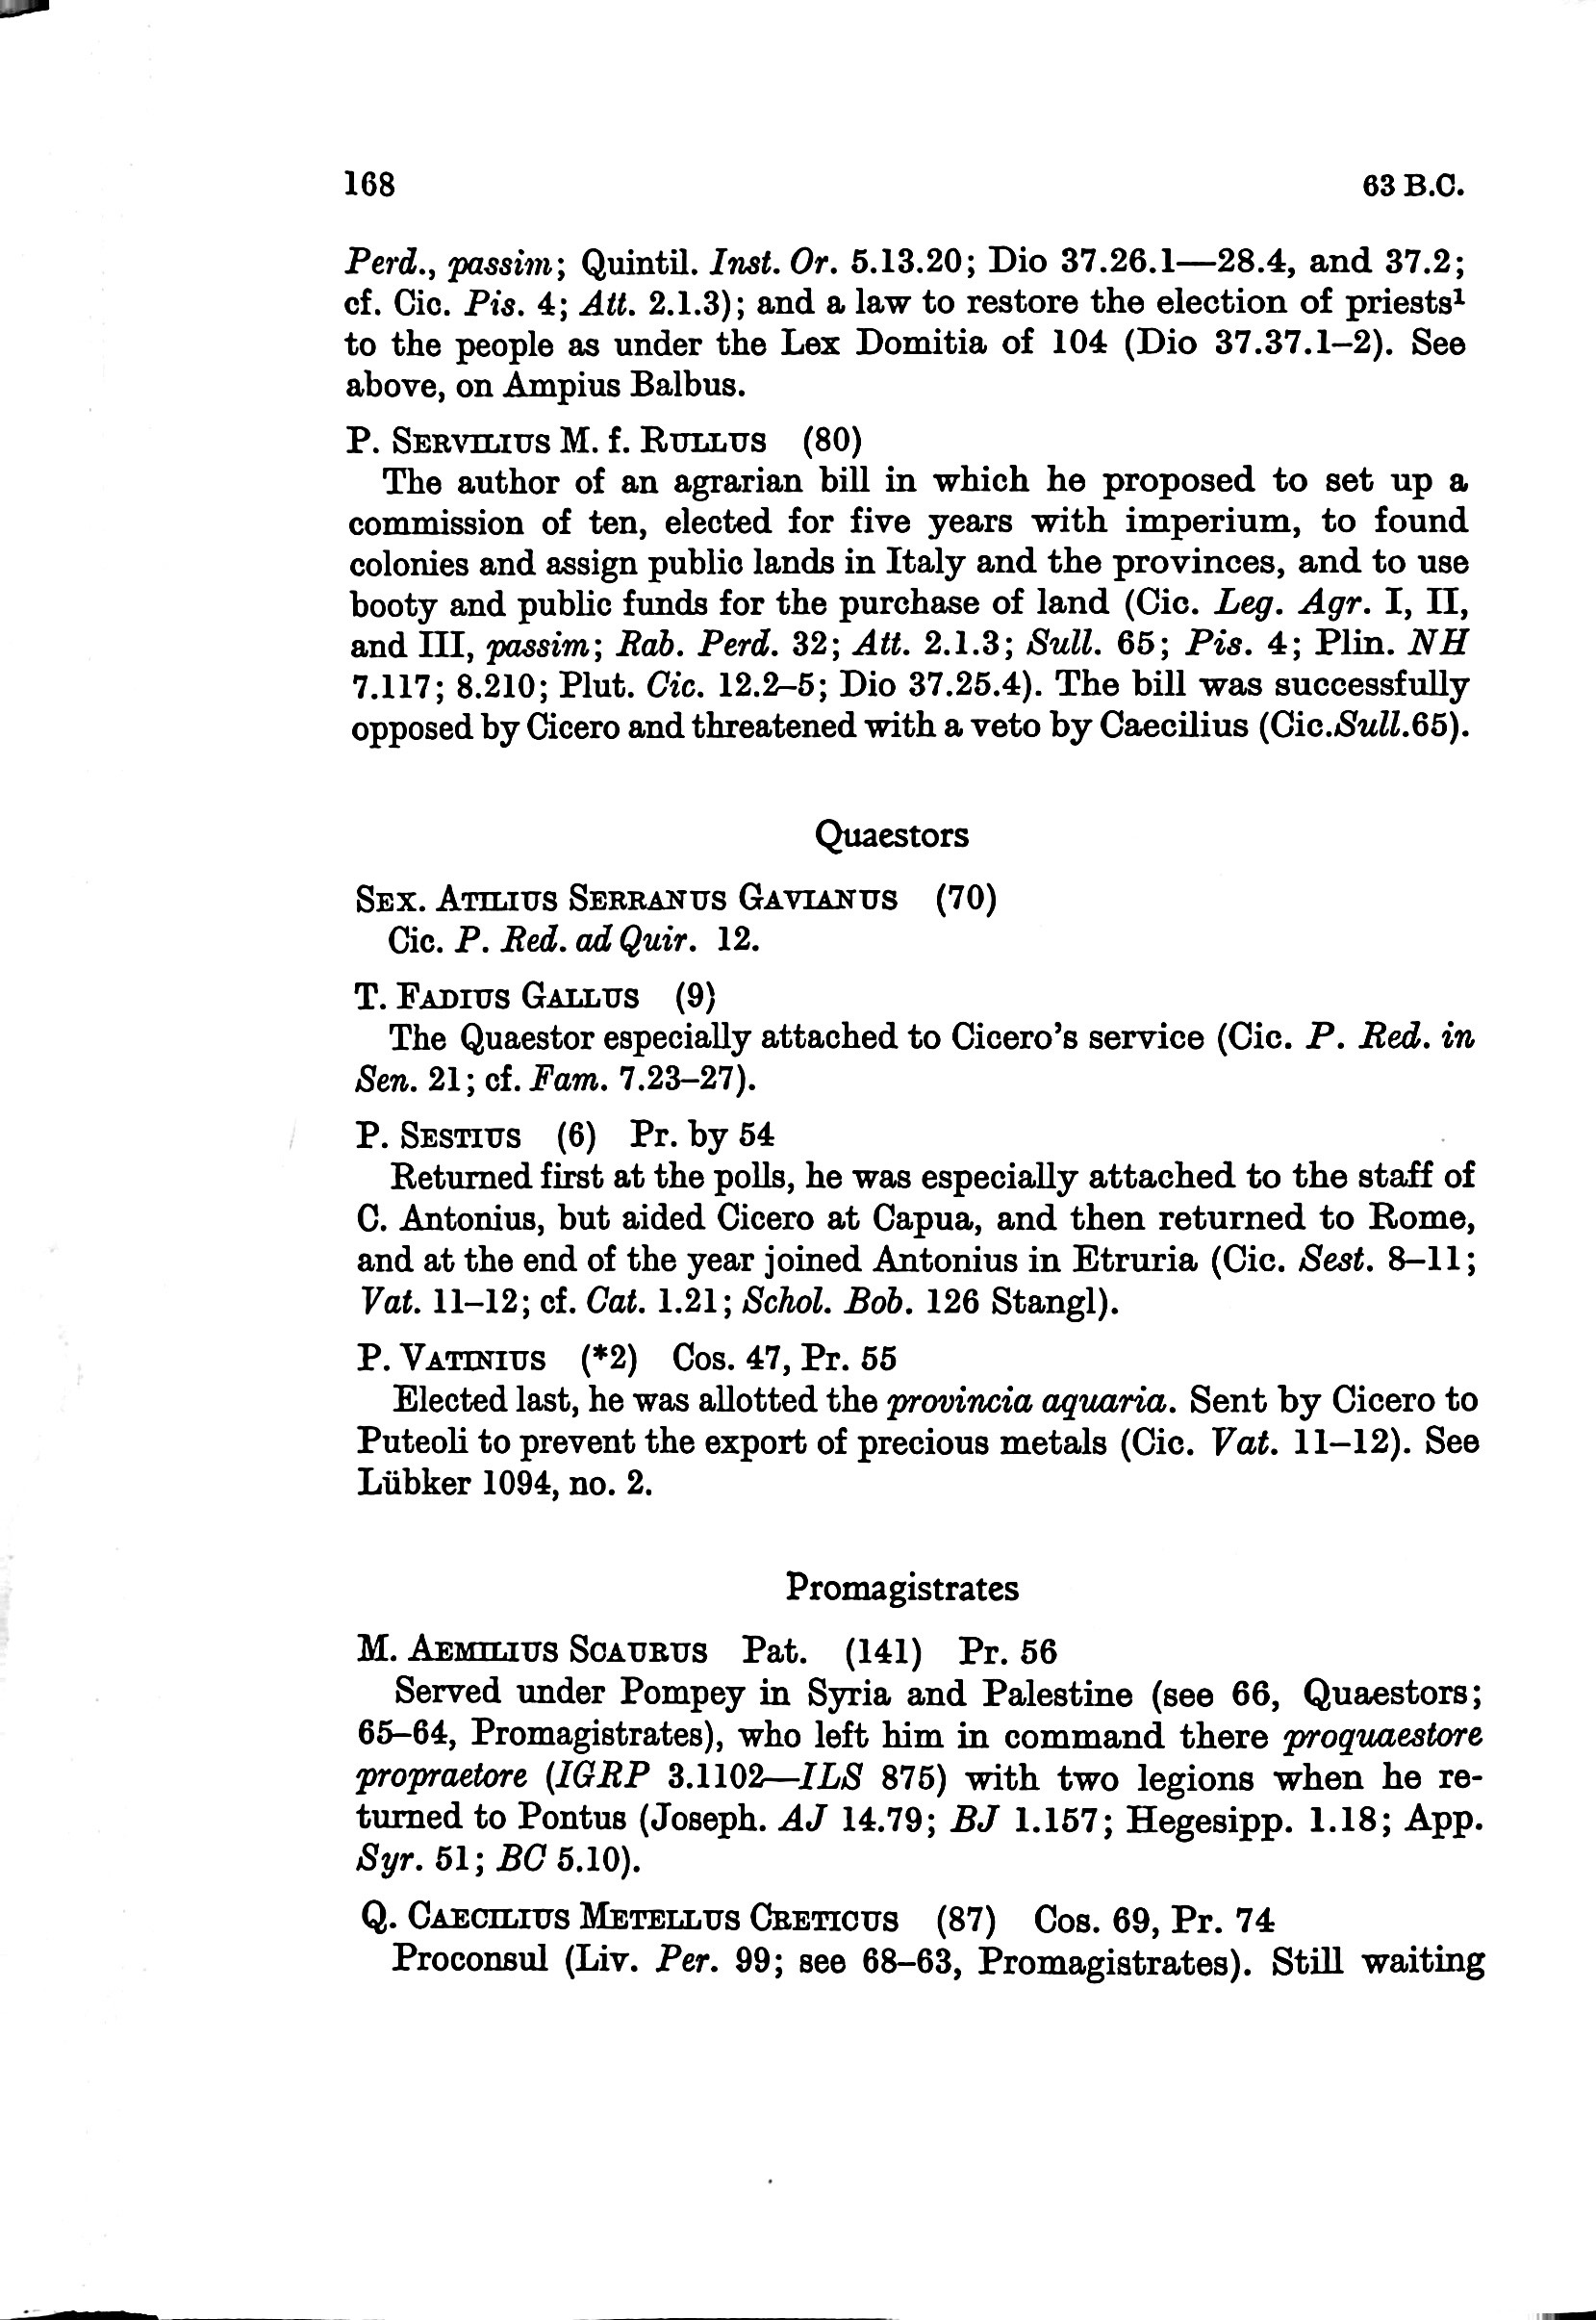 168 63 B.C.
Perd., passim; Quintil. Inst. Or. 5.13.20; Dio 37.26.1—28.4, and 37.2;
cf. Cic. Pis. 4; Att. 2.1.3); and a law to restore the election of priests¹
to the people as under the Lex Domitia of 104 (Dio 37.37.1–2). See
above, on Ampius Balbus.
P. SERVILIUS M. f. RULLUS (80)
The author of an agrarian bill in which he proposed to set up a
commission of ten, elected for five years with imperium, to found
colonies and assign public lands in Italy and the provinces, and to use
booty and public funds for the purchase of land (Cic. Leg. Agr. I, II,
and III, passim; Rab. Perd. 32; Att. 2.1.3; Sull. 65; Pis. 4; Plin. NH
7.117; 8.210; Plut. Cic. 12.2–5; Dio 37.25.4). The bill was successfully
opposed by Cicero and threatened with a veto by Caecilius (Cic.Sull.65).
Quaestors
SEX. ATILIUS SERRANUS GAVIANUS (70)
Cic. P. Red. ad Quir. 12.
T. FADIUS GALLUS (9)
The Quaestor especially attached to Cicero's service (Cic. P. Red. in
Sen. 21; cf. Fam. 7.23–27).
P. SESTIUS (6) Pr. by 54
Returned first at the polls, he was especially attached to the staff of
C. Antonius, but aided Cicero at Capua, and then returned to Rome,
and at the end of the year joined Antonius in Etruria (Cic. Sest. 8–11;
Vat. 11–12; cf. Cat. 1.21; Schol. Bob. 126 Stangl).
P. VATINIUS (*2) Cos. 47, Pr. 55
Elected last, he was allotted the provincia aquaria. Sent by Cicero to
Puteoli to prevent the export of precious metals (Cic. Vat. 11–12). See
Lübker 1094, no. 2.
Promagistrates
M. AEMILIUS SCAURUS Pat. (141) Pr. 56
Served under Pompey in Syria and Palestine (see 66, Quaestors;
65–64, Promagistrates), who left him in command there proquaestore
propraetore (IGRP 3.1102—ILS 875) with two legions when he re-
turned to Pontus (Joseph. AJ 14.79; BJ 1.157; Hegesipp. 1.18; App.
Syr. 51; BC 5.10).
Q. CAECILIUS METELLUS CRETICUS (87) Cos. 69, Pr. 74
Proconsul (Liv. Per. 99; see 68–63, Promagistrates). Still waiting